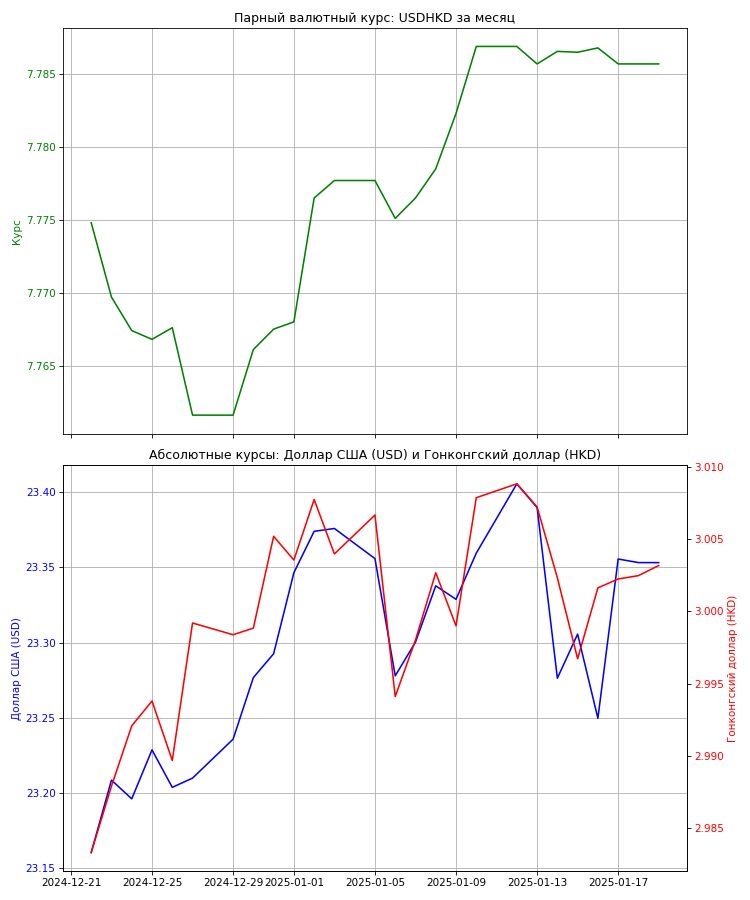 Парный валютный курс: USDHKD за месяц
7.785
7.780
7.775
7.770
7.765
Курс
Абсолютные курсы: Доллар США (USD) и Гонконгский доллар (HKD)
23.40
23.35
23.30
23.25
23.20
23.15
Доллар США (USD)
3.010
3.005
3.000
2.995
2.990
2.985
Гонконгский доллар (HKD)
2024-12-21 2024-12-25 2024-12-29 2025-01-01 2025-01-05 2025-01-09 2025-01-13 2025-01-17